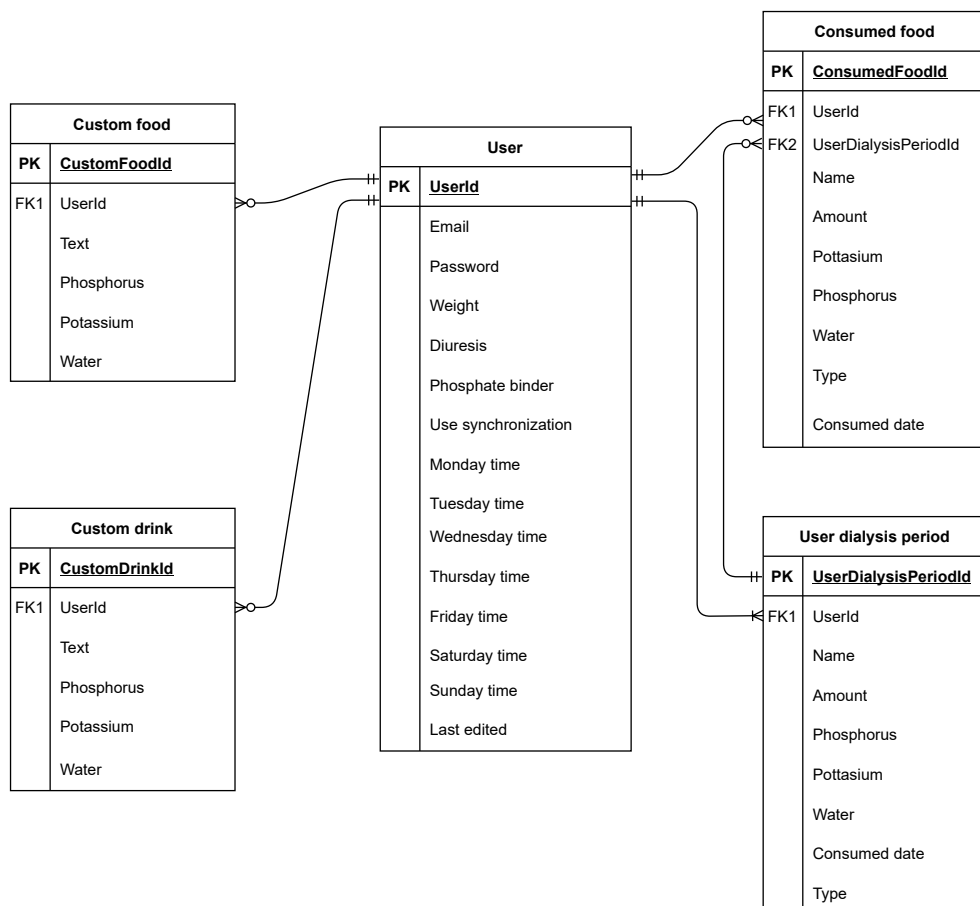 Custom food
PK CustomFoodId
FK1 UserId
Text
Phosphorus
Potassium
Water
Custom drink
PK CustomDrinkId
FK1 UserId
Text
Phosphorus
Potassium
Water
User
PK UserId
Email
Password
Weight
Diuresis
Phosphate binder
Use synchronization
Monday time
Tuesday time
Wednesday time
Thursday time
Friday time
Saturday time
Sunday time
Last edited
Consumed food
PK ConsumedFoodId
FK1 UserId
FK2 UserDialysisPeriodId
Name
Amount
Pottasium
Phosphorus
Water
Type
Consumed date
User dialysis period
PK UserDialysisPeriodId
FK1 UserId
Name
Amount
Phosphorus
Pottasium
Water
Consumed date
Type